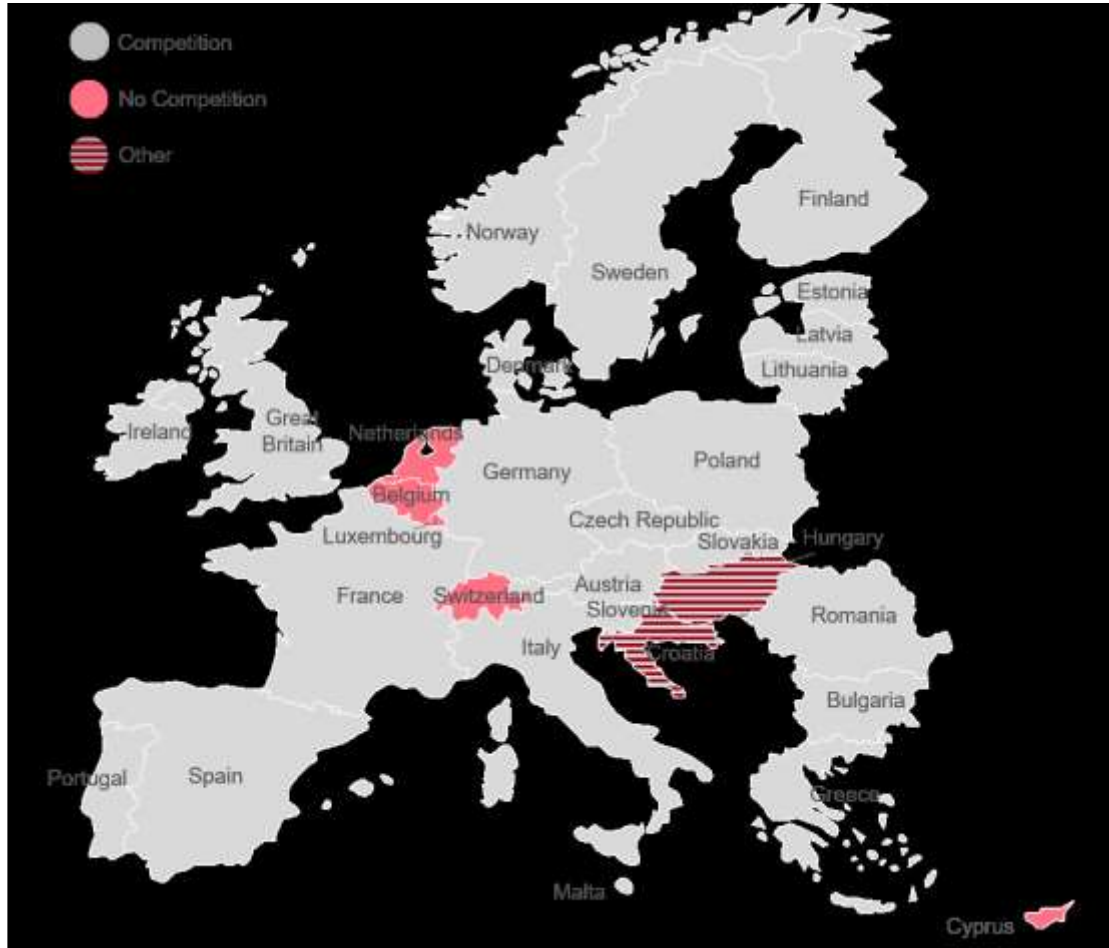 Competition
No Competition
Other
Finland
Norway
Sweden
Estonia
Latvia
Denmark
Lithuania
Great
Britain
Ireland
Netherlands
Poland
Germany
Belgium
Czech Republic
Luxembourg
Slovakia
Hungary
Austria
France
Switzerland
Slovenia
Romania
Italy
Croatia
Bulgaria
Portugal
Spain
Greece
Malta
Cyprus